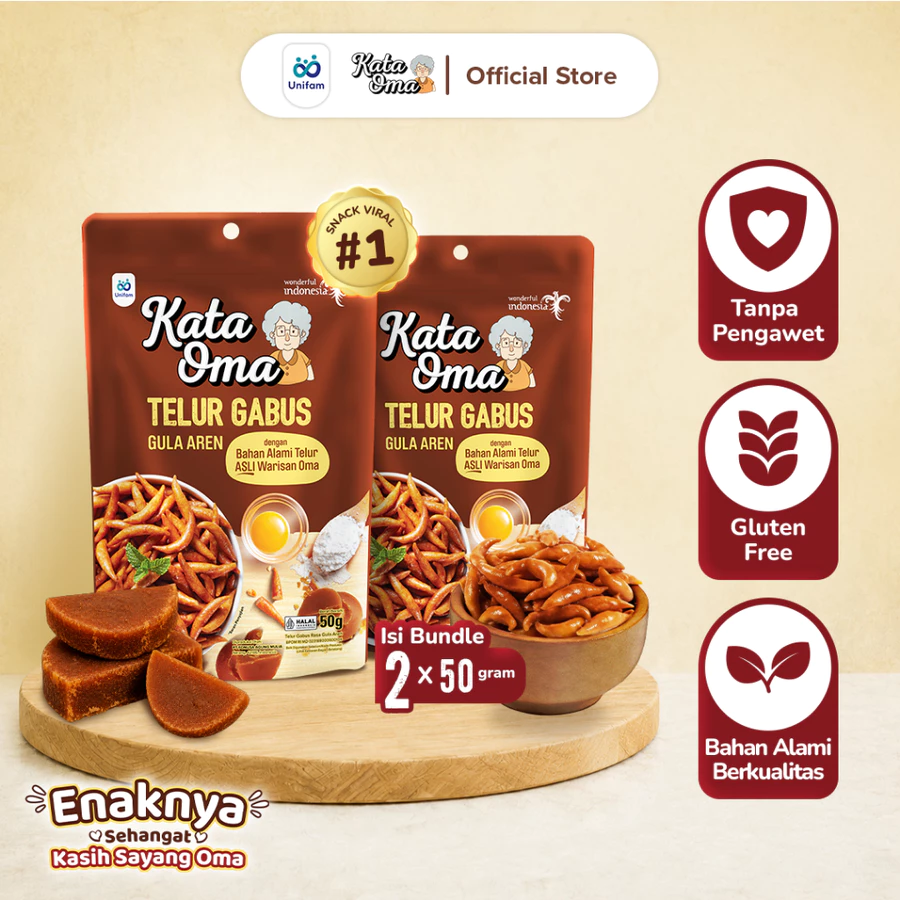 Unifam
Kata
Oma
Official Store
SNACK VIRAL
#1
Unifam
wonderful
indonesia
Kata
Oma
TELUR GABUS
GULA AREN
dengan
Bahan Alami Telur
ASLI Warisan Oma
HALAL
50g
wonderful
indonesia
Kata
Oma
TELUR GABUS
GULA AREN
dengan
Bahan Alami Telur
ASLI Warisan Oma
Isi Bundle
2 x 50 gram
Tanpa
Pengawet
Gluten
Free
Bahan Alami
Berkualitas
Enaknya
Sehangat
Kasih Sayang Oma